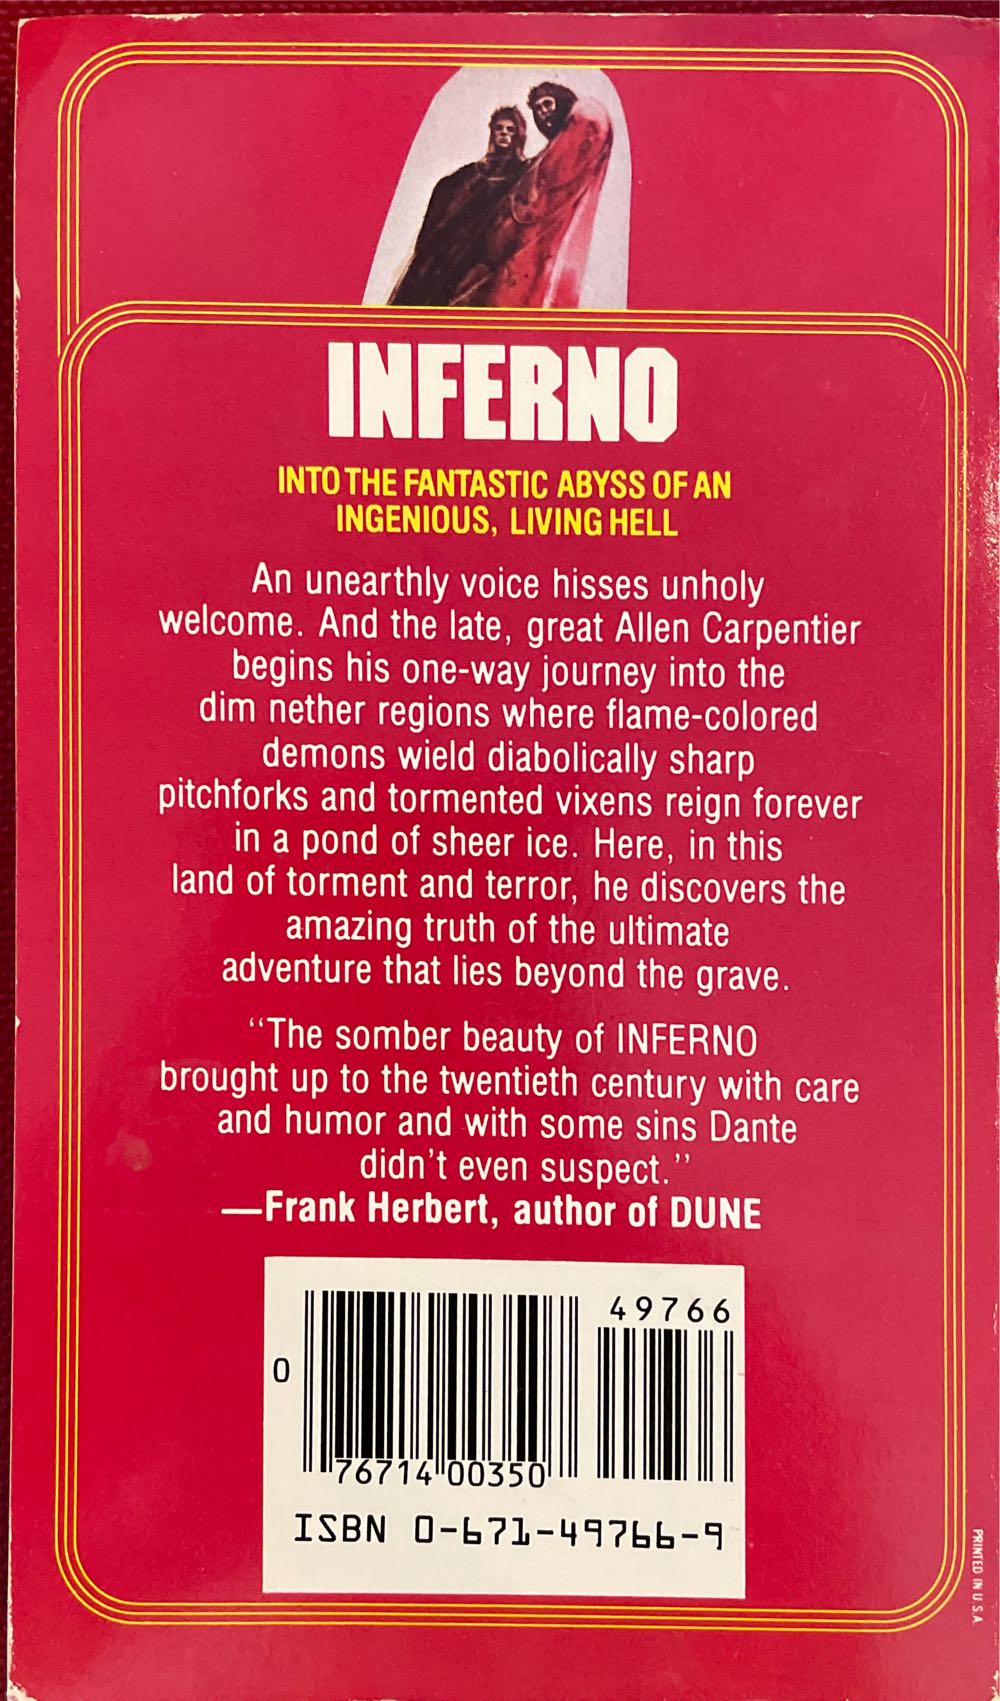 INFERNO
INTO THE FANTASTIC ABYSS OF AN
INGENIOUS, LIVING HELL
An unearthly voice hisses unholy
welcome. And the late, great Allen Carpentier
begins his one-way journey into the
dim nether regions where flame-colored
demons wield diabolically sharp
pitchforks and tormented vixens reign forever
in a pond of sheer ice. Here, in this
land of torment and terror, he discovers the
amazing truth of the ultimate
adventure that lies beyond the grave.
“The somber beauty of INFERNO
brought up to the twentieth century with care
and humor and with some sins Dante
didn't even suspect.”
—Frank Herbert, author of DUNE
49766
0
76714 00350
ISBN 0-671-49766-9
PRINTED IN U.S.A.